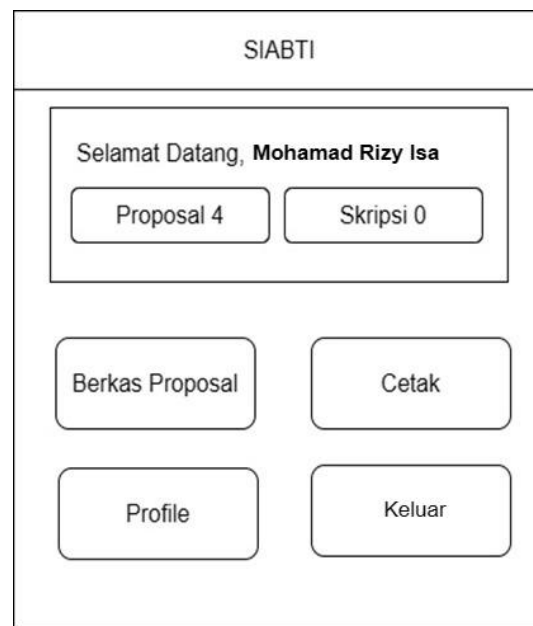 SIABTI
Selamat Datang, Mohamad Rizy Isa
Proposal 4
Skripsi 0
Berkas Proposal
Cetak
Profile
Keluar